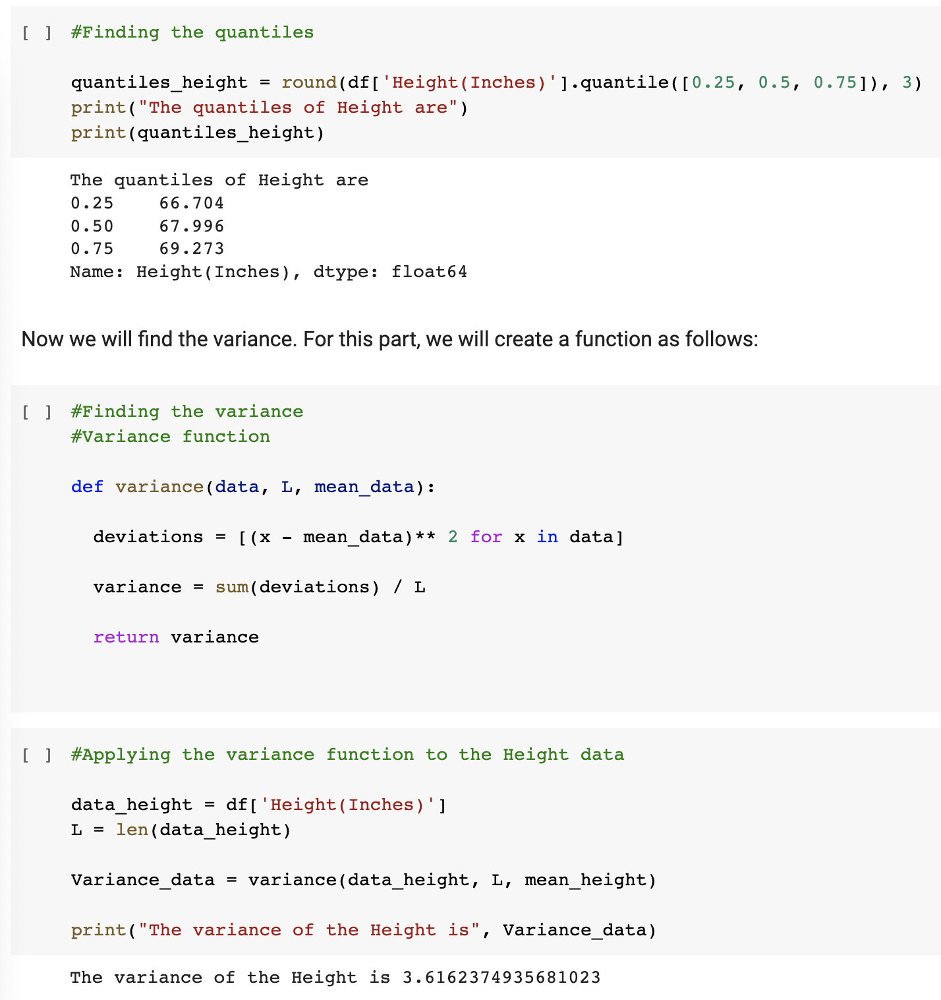 [ ] #Finding the quantiles
quantiles_height = round(df['Height(Inches)'].quantile([0.25, 0.5, 0.75]), 3)
print("The quantiles of Height are")
print(quantiles_height)
The quantiles of Height are
0.25    66.704
0.50    67.996
0.75    69.273
Name: Height(Inches), dtype: float64
Now we will find the variance. For this part, we will create a function as follows:
[ ] #Finding the variance
#Variance function
def variance(data, L, mean_data):
  deviations = [(x - mean_data)** 2 for x in data]
  variance = sum(deviations) / L
  return variance
[ ] #Applying the variance function to the Height data
data_height = df['Height(Inches)']
L = len(data_height)
Variance_data = variance(data_height, L, mean_height)
print("The variance of the Height is", Variance_data)
The variance of the Height is 3.6162374935681023